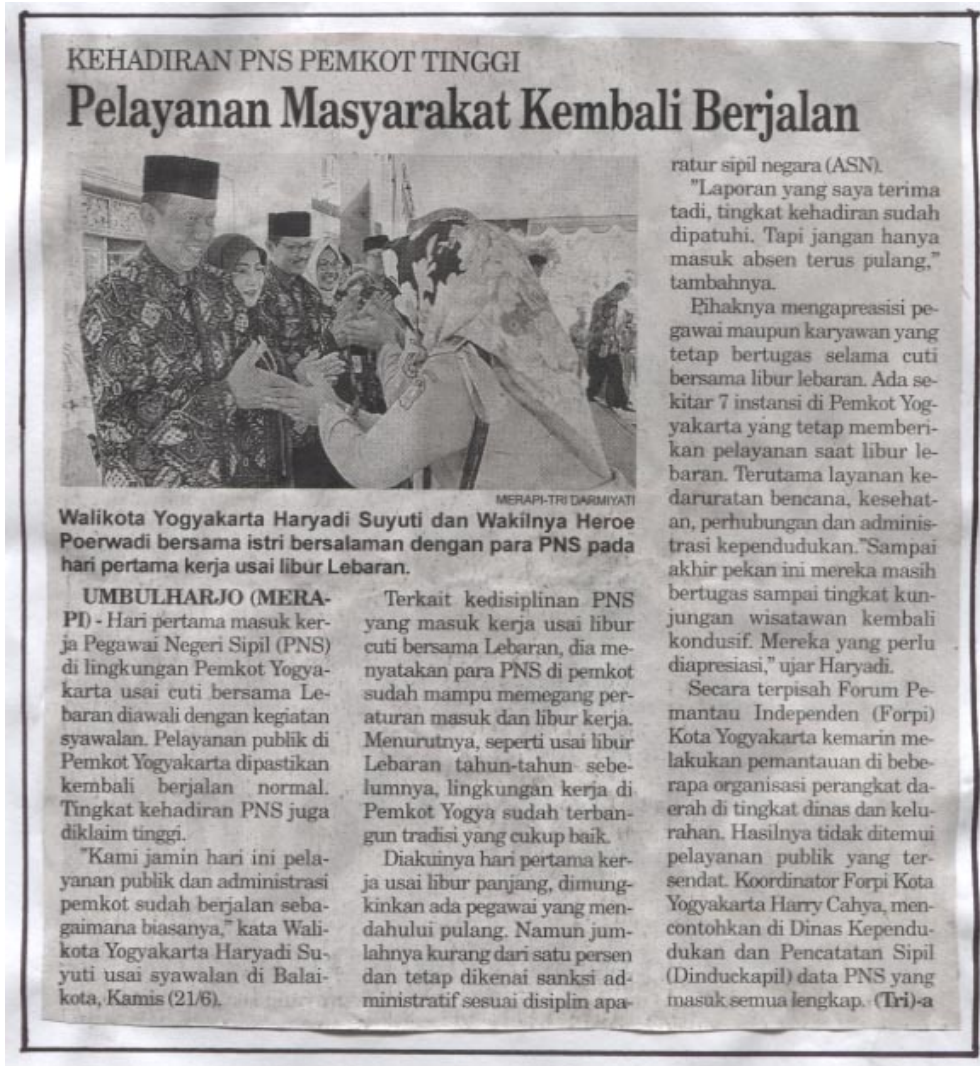 KEHADIRAN PNS PEMKOT TINGGI
Pelayanan Masyarakat Kembali Berjalan
MERAPI-TRI DARMIYATI
Walikota Yogyakarta Haryadi Suyuti dan Wakilnya Heroe
Poerwadi bersama istri bersalaman dengan para PNS pada
hari pertama kerja usai libur Lebaran.
UMBULHARJO (MERA-
PI) - Hari pertama masuk ker-
ja Pegawai Negeri Sipil (PNS)
di lingkungan Pemkot Yogya-
karta usai cuti bersama Le-
baran diawali dengan kegiatan
syawalan. Pelayanan publik di
Pemkot Yogyakarta dipastikan
kembali berjalan normal.
Tingkat kehadiran PNS juga
diklaim tinggi.
"Kami jamin hari ini pela-
yanan publik dan administrasi
pemkot sudah berjalan seba-
gaimana biasanya," kata Wali-
kota Yogyakarta Haryadi Su-
yuti usai syawalan di Balai-
kota, Kamis (21/6).
Terkait kedisiplinan PNS
yang masuk kerja usai libur
cuti bersama Lebaran, dia me-
nyatakan para PNS di pemkot
sudah mampu memegang per-
aturan masuk dan libur kerja.
Menurutnya, seperti usai libur
Lebaran tahun-tahun sebe-
lumnya, lingkungan kerja di
Pemkot Yogya sudah terban-
gun tradisi yang cukup baik.
Diakuinya hari pertama ker-
ja usai libur panjang, dimung-
kinkan ada pegawai yang men-
dahului pulang. Namun jum-
lahnya kurang dari satu persen
dan tetap dikenai sanksi ad-
ministratif sesuai disiplin apa-
ratur sipil negara (ASN).
"Laporan yang saya terima
tadi, tingkat kehadiran sudah
dipatuhi. Tapi jangan hanya
masuk absen terus pulang,"
tambahnya.
Pihaknya mengapreasisi pe-
gawai maupun karyawan yang
tetap bertugas selama cuti
bersama libur lebaran. Ada se-
kitar 7 instansi di Pemkot Yog-
yakarta yang tetap memberi-
kan pelayanan saat libur le-
baran. Terutama layanan ke-
daruratan bencana, kesehat-
an, perhubungan dan adminis-
trasi kependudukan."Sampai
akhir pekan ini mereka masih
bertugas sampai tingkat kun-
jungan wisatawan kembali
kondusif. Mereka yang perlu
diapresiasi," ujar Haryadi.
Secara terpisah Forum Pe-
mantau Independen (Forpi)
Kota Yogyakarta kemarin me-
lakukan pemantauan di bebe-
rapa organisasi perangkat da-
erah di tingkat dinas dan kelu-
rahan. Hasilnya tidak ditemui
pelayanan publik yang ter-
sendat. Koordinator Forpi Kota
Yogyakarta Harry Cahya, men-
contohkan di Dinas Kependu-
dukan dan Pencatatan Sipil
(Dinduckapil) data PNS yang
masuk semua lengkap. (Tri)-a